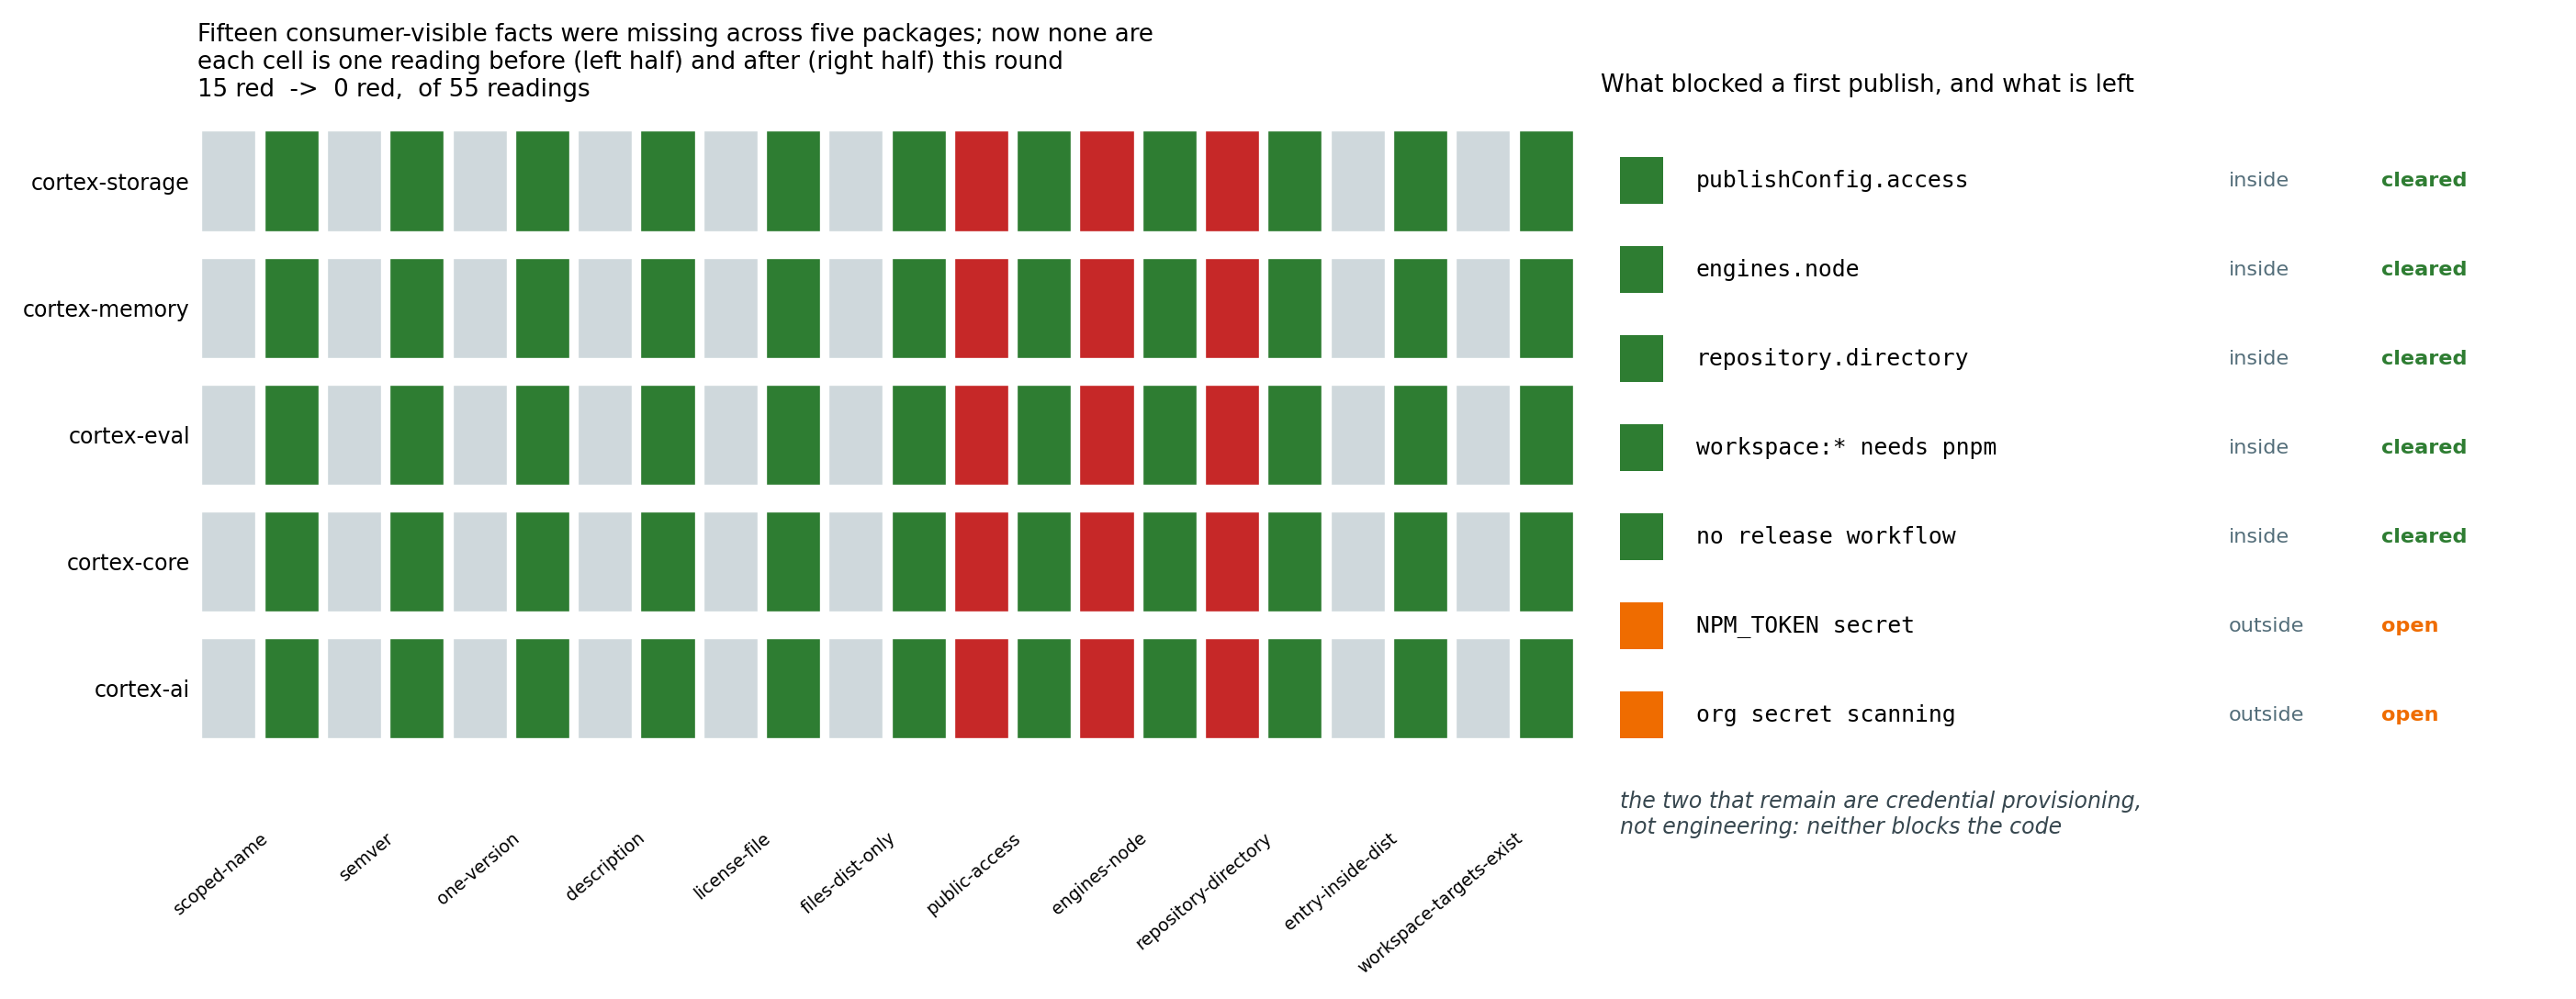 Fifteen consumer-visible facts were missing across five packages; now none are
each cell is one reading before (left half) and after (right half) this round
15 red  ->  0 red,  of 55 readings
cortex-storage
cortex-memory
cortex-eval
cortex-core
cortex-ai
scoped-name
semver
one-version
description
license-file
files-dist-only
public-access
engines-node
repository-directory
entry-inside-dist
workspace-targets-exist
What blocked a first publish, and what is left
publishConfig.access inside cleared
engines.node inside cleared
repository.directory inside cleared
workspace:* needs pnpm inside cleared
no release workflow inside cleared
NPM_TOKEN secret outside open
org secret scanning outside open
the two that remain are credential provisioning,
not engineering: neither blocks the code